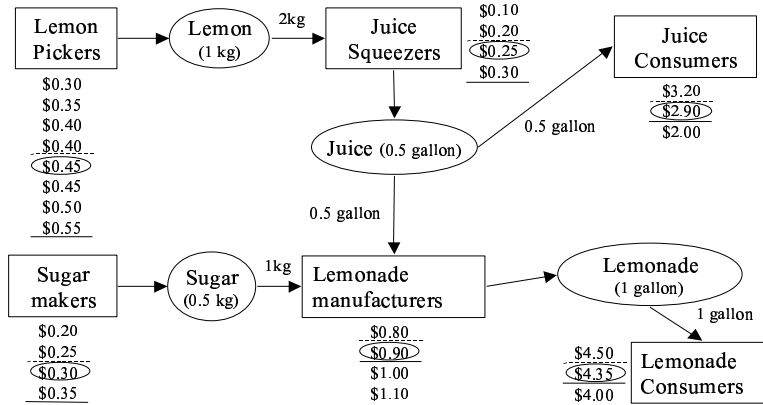 Lemon
Pickers
$0.30
$0.35
$0.40
$0.40
$0.45
$0.45
$0.50
$0.55
Lemon
(1 kg)
2kg
Juice
Squeezers
$0.10
$0.20
$0.25
$0.30
Juice
Consumers
$3.20
$2.90
$2.00
Juice (0.5 gallon)
0.5 gallon
0.5 gallon
Sugar
makers
$0.20
$0.25
$0.30
$0.35
Sugar
(0.5 kg)
1kg
Lemonade
manufacturers
$0.80
$0.90
$1.00
$1.10
Lemonade
(1 gallon)
1 gallon
$4.50
$4.35
$4.00
Lemonade
Consumers